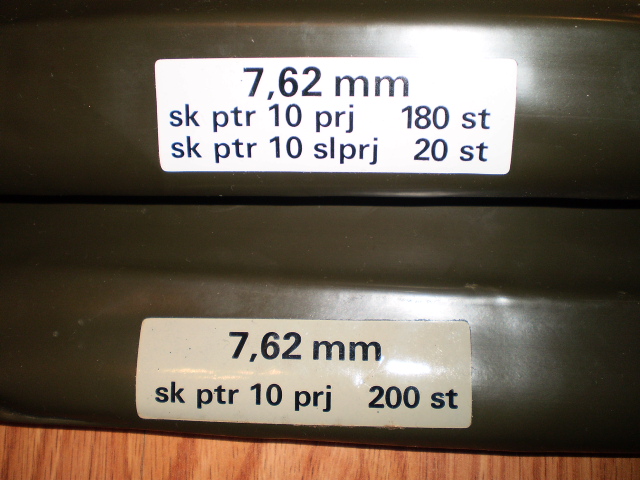 7,62 mm
sk ptr 10 prj 180 st
sk ptr 10 slprj 20 st
7,62 mm
sk ptr 10 prj 200 st